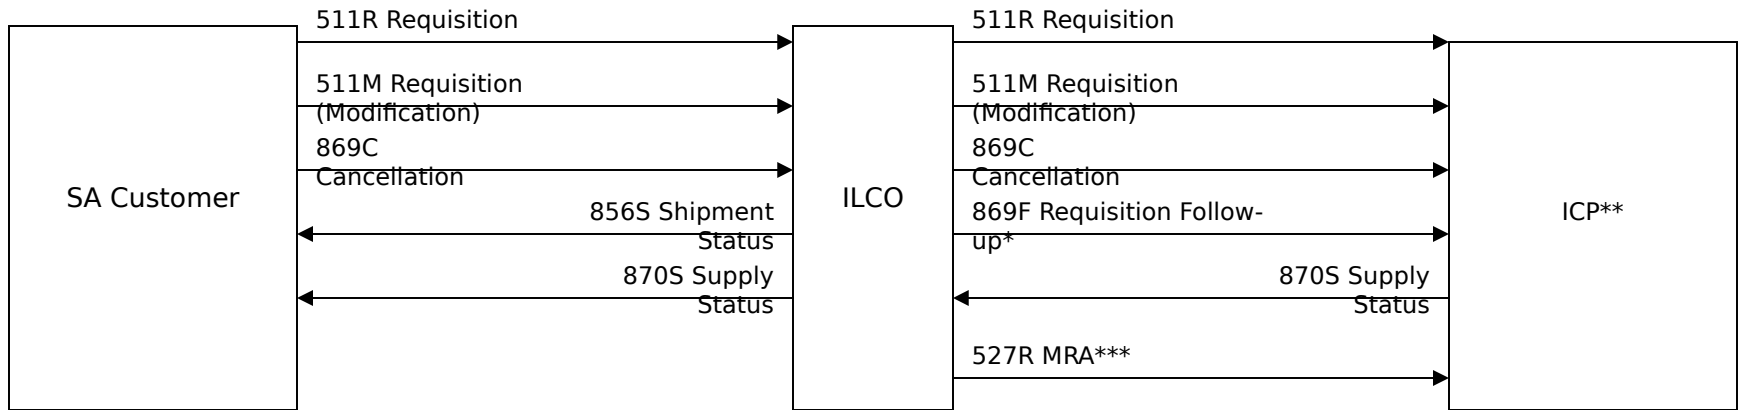 511R Requisition
511M Requisition
(Modification)
869C
Cancellation
SA Customer
856S Shipment
Status
870S Supply
Status
ILCO
511R Requisition
511M Requisition
(Modification)
869C
Cancellation
869F Requisition Follow-
up*
870S Supply
Status
527R MRA***
ICP**